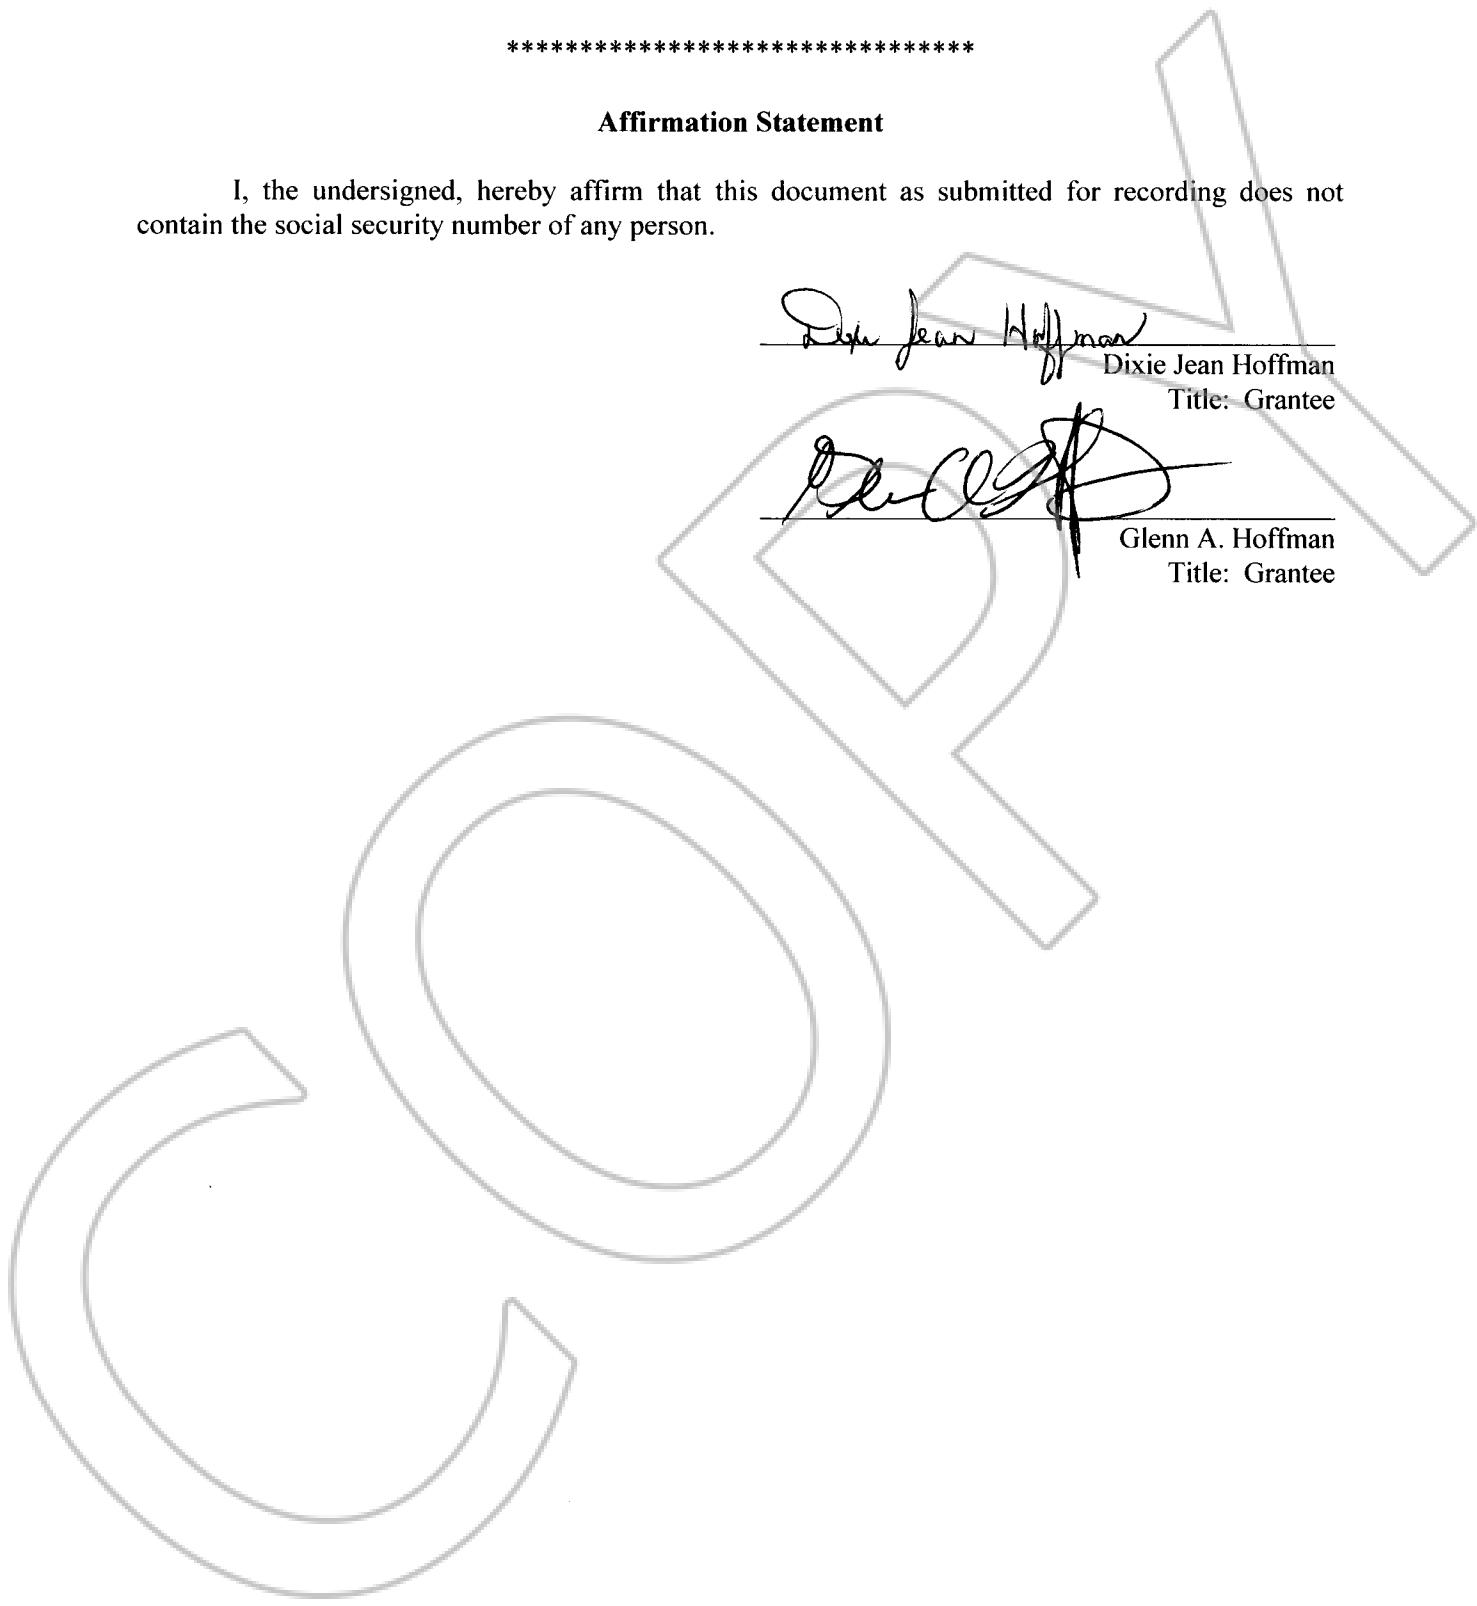 ********************************
Affirmation Statement
I, the undersigned, hereby affirm that this document as submitted for recording does not
contain the social security number of any person.
Dixie Jean Hoffman
Dixie Jean Hoffman
Title: Grantee
Glenn A. Hoffman
Title: Grantee
COPY